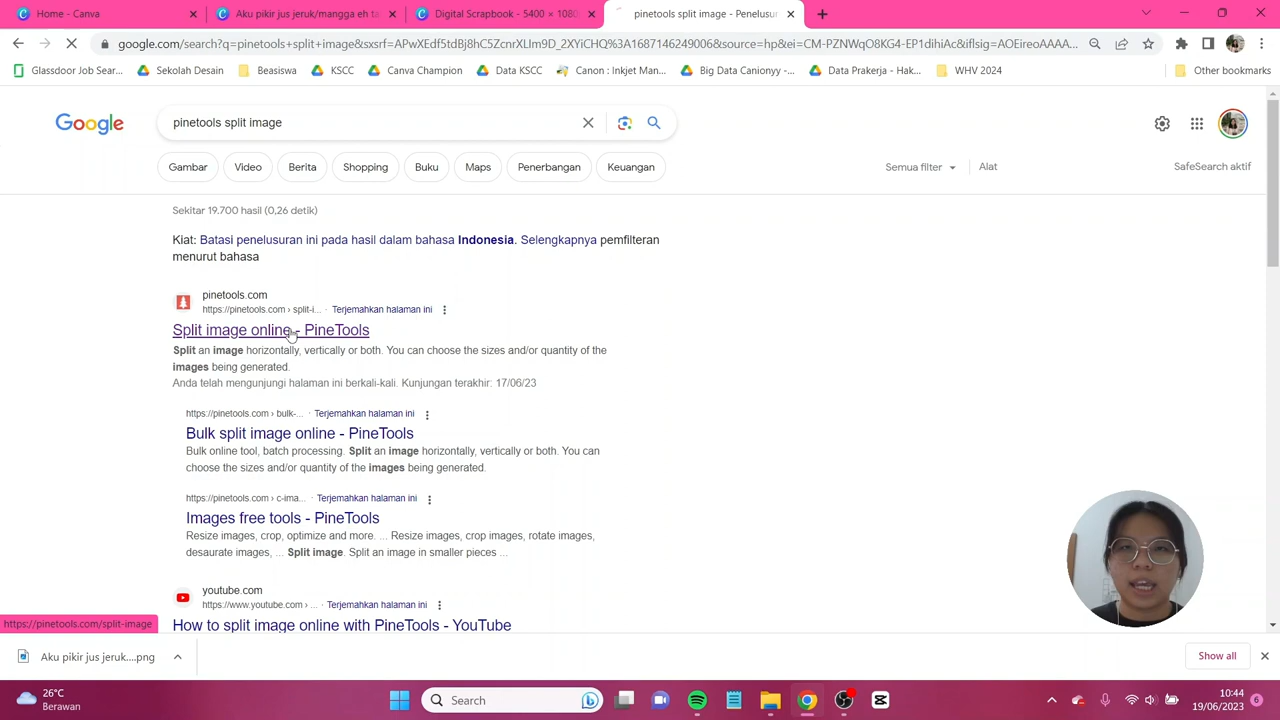 Home - Canva
Aku pikir jus jeruk/mangga eh ta
Digital Scrapbook - 5400 × 1080
pinetools split image - Penelusur
google.com/search?q=pinetools+split+image&sxsrf=APwXEdf5tdBj8hC5ZcnrXLr0D_2XYiCHQ%3A1687146249006&source=hp&ei=CM-PZNWqO8KG4-EP1dihiAc&iflsig=AOEireoAAAA...
Glassdoor Job Sear...
Sekolah Desain
Beasiswa
KSCC
Canva Champion
Data KSCC
Canon : Inkjet Man...
Big Data Canionyy -...
Data Prakerja - Hak...
WHV 2024
Other bookmarks
Google
pinetools split image
Gambar
Video
Berita
Shopping
Buku
Maps
Penerbangan
Keuangan
Semua filter
Alat
SafeSearch aktif
Sekitar 19.700 hasil (0,26 detik)
Kiat: Batasi penelusuran ini pada hasil dalam bahasa Indonesia. Selengkapnya pemfilteran
menurut bahasa
pinetools.com
https://pinetools.com › split-i... · Terjemahkan halaman ini
Split image online - PineTools
Split an image horizontally, vertically or both. You can choose the sizes and/or quantity of the
images being generated.
Anda telah mengunjungi halaman ini berkali-kali. Kunjungan terakhir: 17/06/23
https://pinetools.com › bulk-... · Terjemahkan halaman ini
Bulk split image online - PineTools
Bulk online tool, batch processing. Split an image horizontally, vertically or both. You can
choose the sizes and/or quantity of the images being generated.
https://pinetools.com › c-ima... · Terjemahkan halaman ini
Images free tools - PineTools
Resize images, crop, optimize and more. ... Resize images, crop images, rotate images,
desaurate images, ... Split image. Split an image in smaller pieces ...
youtube.com
https://www.youtube.com › ... · Terjemahkan halaman ini
How to split image online with PineTools - YouTube
https://pinetools.com/split-image
Aku pikir jus jeruk....png
Show all
26°C
Berawan
Search
10:44
19/06/2023
6